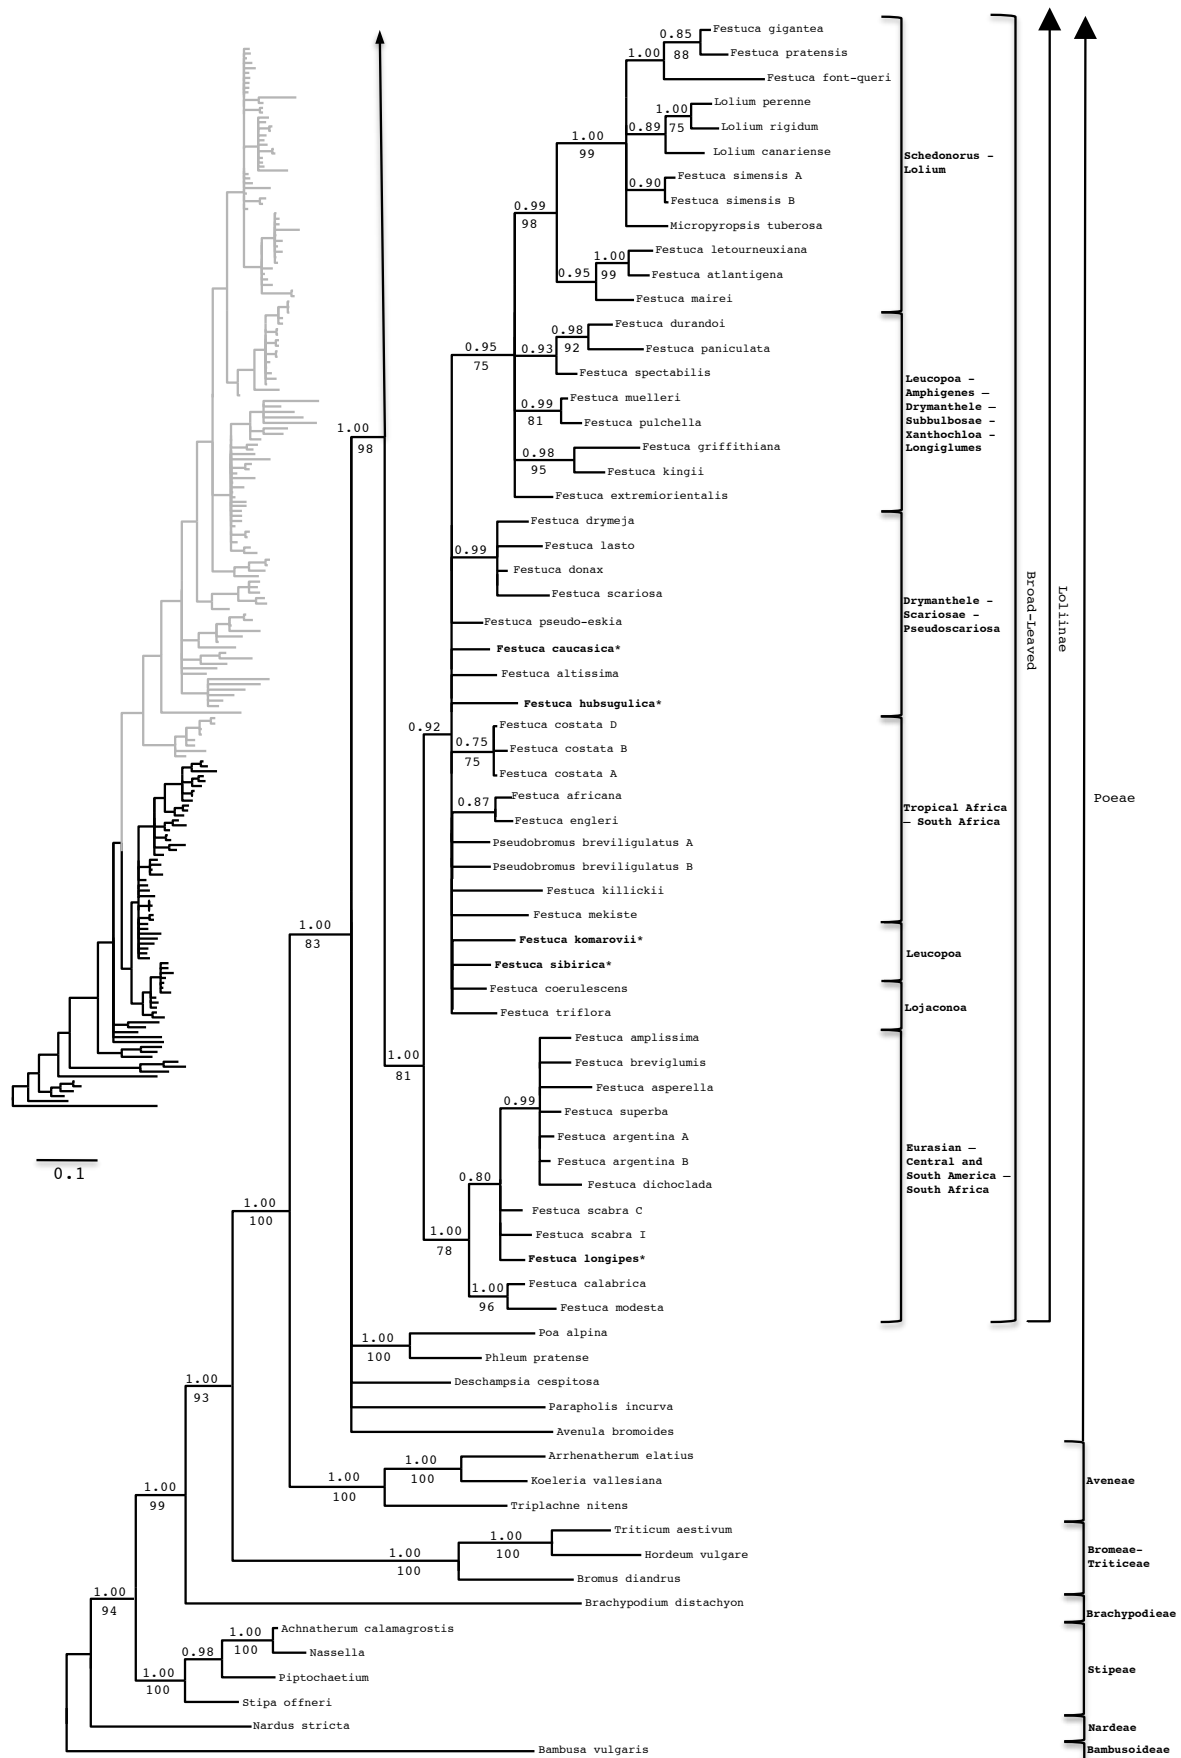 Festuca gigantea
0.85
88
Festuca pratensis
1.00
Festuca font-queri
Lolium perenne
1.00
0.89
75
Lolium rigidum
1.00
99
Lolium canariense
Schedonorus –
Lolium
Festuca simensis A
0.90
Festuca simensis B
0.99
98
Micropyropsis tuberosa
Festuca letourneuxiana
1.00
0.95
99
Festuca atlantigena
Festuca mairei
Festuca durandoi
0.98
0.95
75
0.93
92
Festuca paniculata
Festuca spectabilis
Leucopoa –
Amphigenes –
Drymanthele –
Subbulbosae –
Xanthochloa –
Longiglumes
Festuca muelleri
0.99
81
Festuca pulchella
1.00
98
Festuca griffithiana
0.98
95
Festuca kingii
Festuca extremiorientalis
Festuca drymeja
0.99
Festuca lasto
Festuca donax
Festuca scariosa
Drymanthele –
Scariosae –
Pseudoscariosa
Broad-Leaved
Loliinae
Festuca pseudo-eskia
Festuca caucasica*
Festuca altissima
Festuca hubsugulica*
0.92
Festuca costata D
0.75
75
Festuca costata B
Festuca costata A
Festuca africana
0.87
Festuca engleri
Tropical Africa
– South Africa
Poeae
Pseudobromus breviligulatus A
Pseudobromus breviligulatus B
Festuca killickii
Festuca mekiste
1.00
83
Festuca komarovii*
Leucopoa
Festuca sibirica*
Festuca coerulescens
Lojaconoa
Festuca triflora
Festuca amplissima
1.00
81
Festuca breviglumis
Festuca asperella
0.99
Festuca superba
Festuca argentina A
Festuca argentina B
0.80
Festuca dichoclada
Eurasian –
Central and
South America –
South Africa
0.1
1.00
100
Festuca scabra C
1.00
78
Festuca scabra I
Festuca longipes*
Festuca calabrica
1.00
96
Festuca modesta
Poa alpina
1.00
100
Phleum pratense
Deschampsia cespitosa
1.00
93
Parapholis incurva
Avenula bromoides
Arrhenatherum elatius
1.00
100
Koeleria vallesiana
1.00
100
Triplachne nitens
Aveneae
1.00
99
Triticum aestivum
1.00
100
Hordeum vulgare
1.00
100
Bromus diandrus
Bromeae-
Triticeae
Brachypodium distachyon
Brachypodieae
1.00
94
Achnatherum calamagrostis
1.00
100
Nassella
0.98
Piptochaetium
1.00
100
Stipa offneri
Stipeae
Nardus stricta
Nardeae
Bambusa vulgaris
Bambusoideae